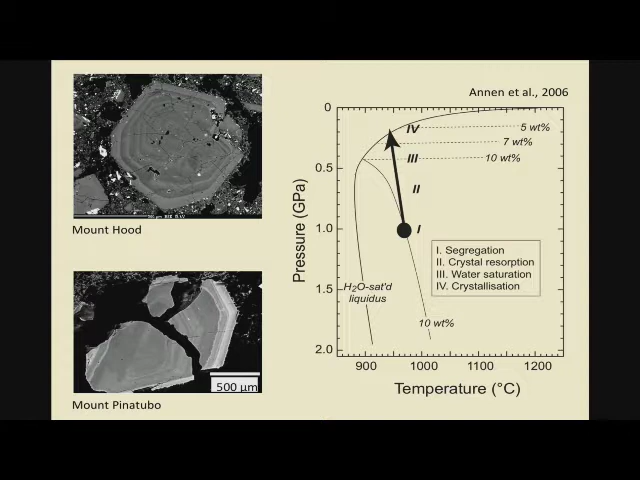 Annen et al., 2006
Mount Hood
500 µm
Mount Pinatubo
0
0.5
1.0
1.5
2.0
Pressure (GPa)
IV
III
II
I
5 wt%
7 wt%
10 wt%
I. Segregation
II. Crystal resorption
III. Water saturation
IV. Crystallisation
H2O-sat'd
liquidus
10 wt%
900
1000
1100
1200
Temperature (°C)